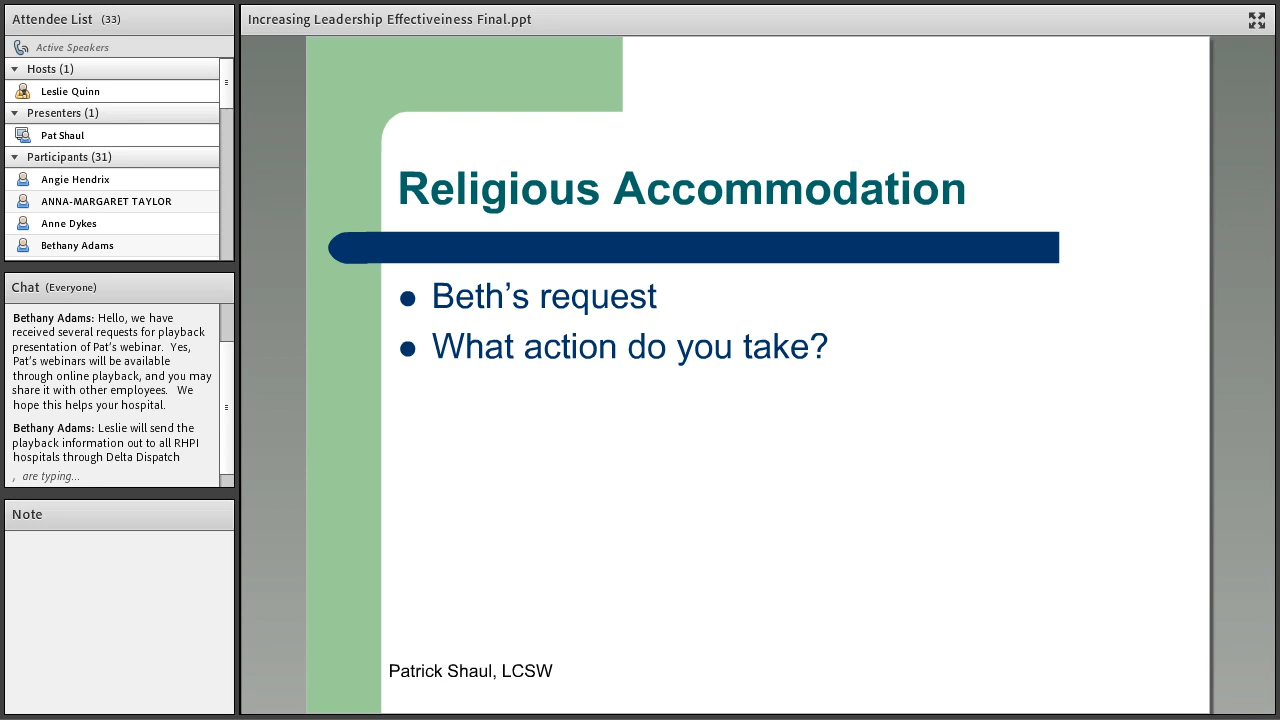 Attendee List (33)
Active Speakers
Hosts (1)
Leslie Quinn
Presenters (1)
Pat Shaul
Participants (31)
Angie Hendrix
ANNA-MARGARET TAYLOR
Anne Dykes
Bethany Adams
Chat (Everyone)
Bethany Adams: Hello, we have
received several requests for playback
presentation of Pat's webinar. Yes,
Pat's webinars will be available
through online playback, and you may
share it with other employees. We
hope this helps your hospital.
Bethany Adams: Leslie will send the
playback information out to all RHPI
hospitals through Delta Dispatch
, are typing...
Note
Increasing Leadership Effectiveiness Final.ppt
Religious Accommodation
● Beth's request
● What action do you take?
Patrick Shaul, LCSW